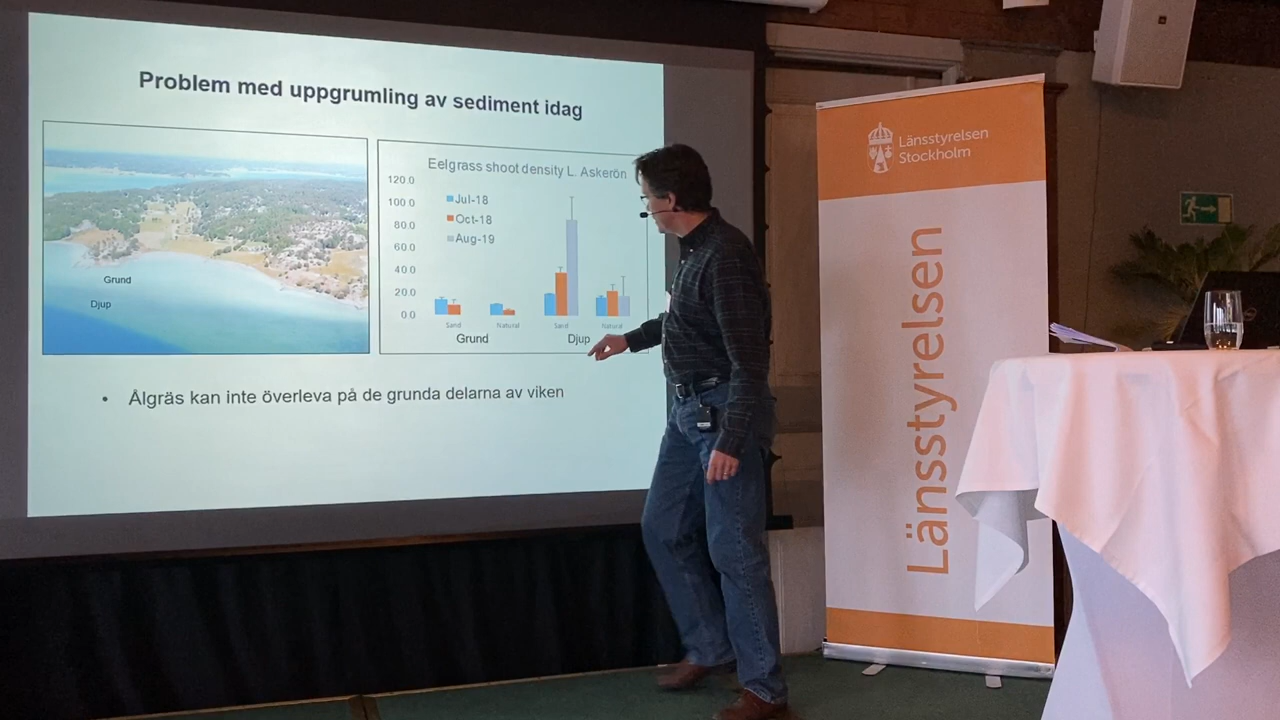 Problem med uppgrumling av sediment idag
Grund
Djup
Eelgrass shoot density L. Askerön
120.0
100.0
80.0
60.0
40.0
20.0
0.0
Jul-18
Oct-18
Aug-19
Sand
Natural
Sand
Natural
Grund
Djup
• Ålgräs kan inte överleva på de grunda delarna av viken
Länsstyrelsen
Stockholm
Länsstyrelsen